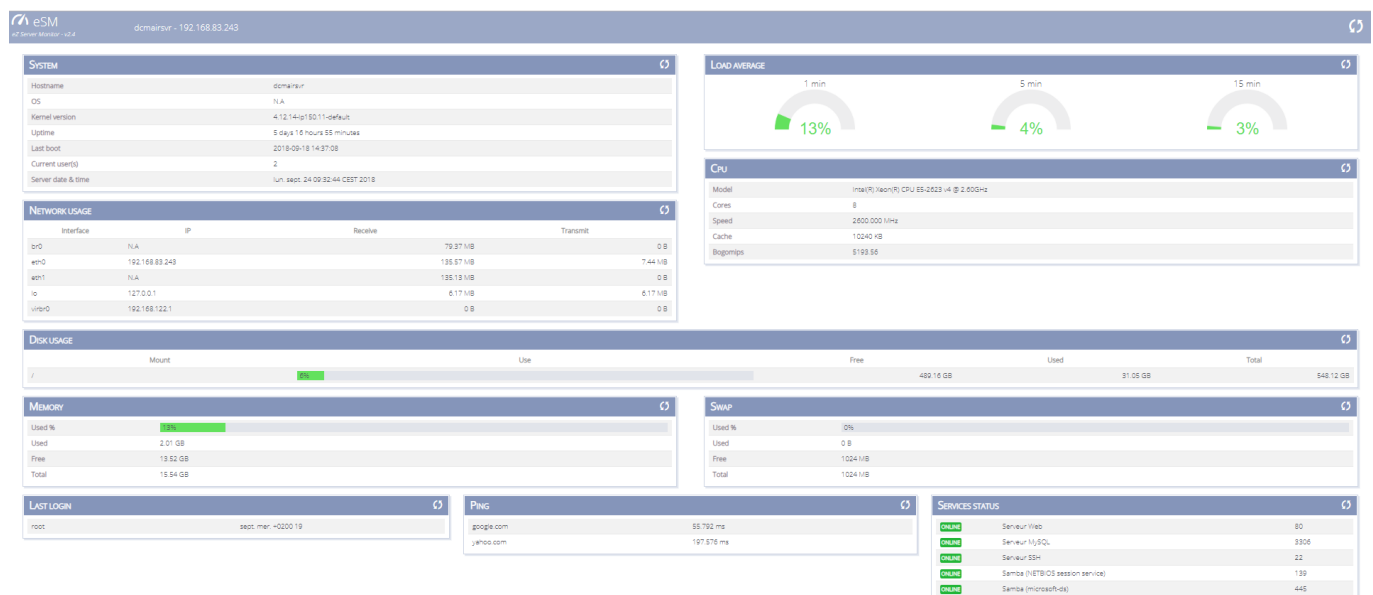 eSM
eZ Server Monitor - v2.4
dcmairsvr - 192.168.83.243
SYSTEM
Hostname dcmairsvr
OS N.A
Kernel version 4.12.14-lp150.11-default
Uptime 5 days 16 hours 55 minutes
Last boot 2018-09-18 14:37:08
Current user(s) 2
Server date & time lun. sept. 24 09:32:44 CEST 2018
LOAD AVERAGE
1 min 5 min 15 min
13% 4% 3%
CPU
Model Intel(R) Xeon(R) CPU E5-2623 v4 @ 2.60GHz
Cores 8
Speed 2600.000 MHz
Cache 10240 KB
Bogomips 5193.56
NETWORK USAGE
Interface IP Receive Transmit
br0 N.A 79.37 MB 0 B
eth0 192.168.83.243 135.57 MB 7.44 MB
eth1 N.A 135.13 MB 0 B
lo 127.0.0.1 6.17 MB 6.17 MB
virbr0 192.168.122.1 0 B 0 B
DISK USAGE
Mount Use Free Used Total
/ 6% 489.16 GB 31.05 GB 548.12 GB
MEMORY
Used % 13%
Used 2.01 GB
Free 13.52 GB
Total 15.54 GB
SWAP
Used % 0%
Used 0 B
Free 1024 MB
Total 1024 MB
LAST LOGIN
root sept. mer. +0200 19
PING
google.com 55.792 ms
yahoo.com 197.576 ms
SERVICES STATUS
ONLINE Serveur Web 80
ONLINE Serveur MySQL 3306
ONLINE Serveur SSH 22
ONLINE Samba (NETBIOS session service) 139
ONLINE Samba (microsoft-ds) 445